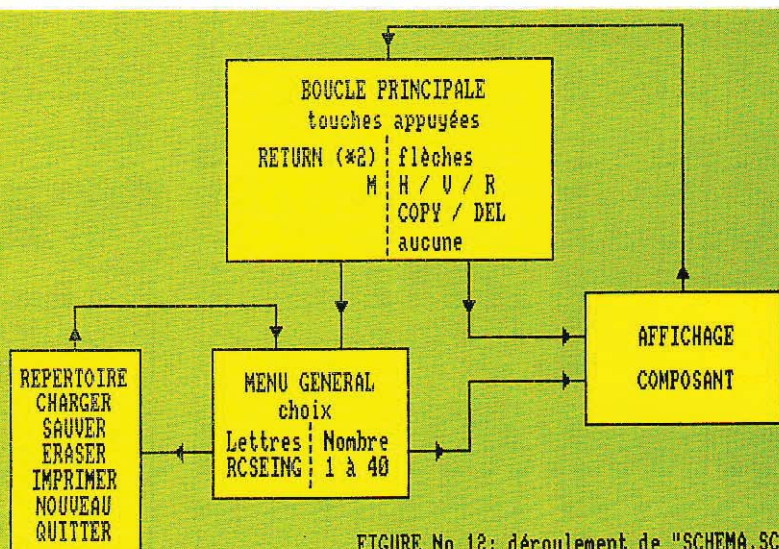 BOUCLE PRINCIPALE
touches appuyées
RETURN (*2) flèches
M H / V / R
COPY / DEL
aucune
AFFICHAGE
COMPOSANT
REPERTOIRE
CHARGER
SAUVER
ERASER
IMPRIMER
NOUVEAU
QUITTER
MENU GENERAL
choix
Lettres Nombre
RCSEING 1 à 40
FIGURE No 12: déroulement de "SCHEMA.SC